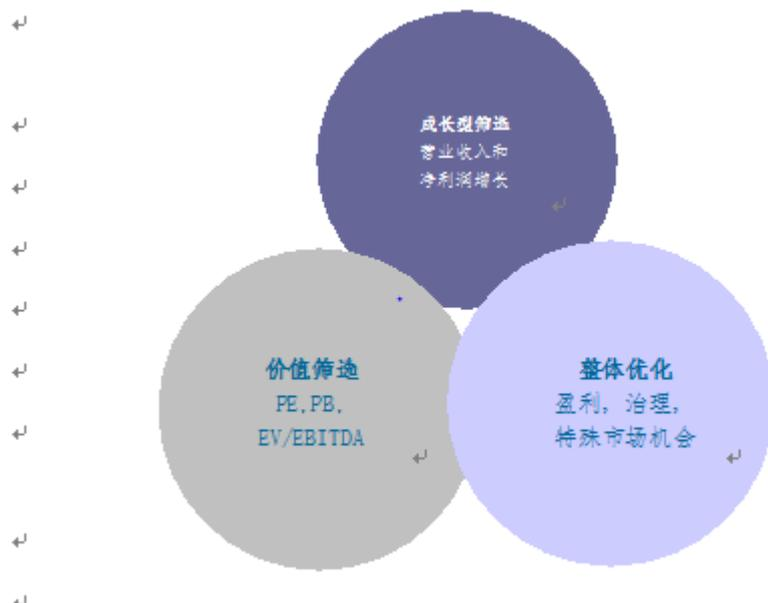 成长型筛选
营业收入和
净利润增长
价值筛选
PE,PB,
EV/EBITDA
整体优化
盈利, 治理,
特殊市场机会